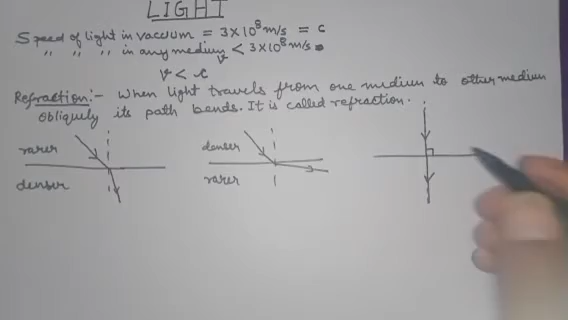 LIGHT
Speed of light in vacuum = 3×10⁸ m/s = c
" " " in any medium v < 3×10⁸ m/s
v < c
Refraction:- When light travels from one medium to other medium
obliquely its path bends. It is called refraction.
rarer
denser
denser
rarer